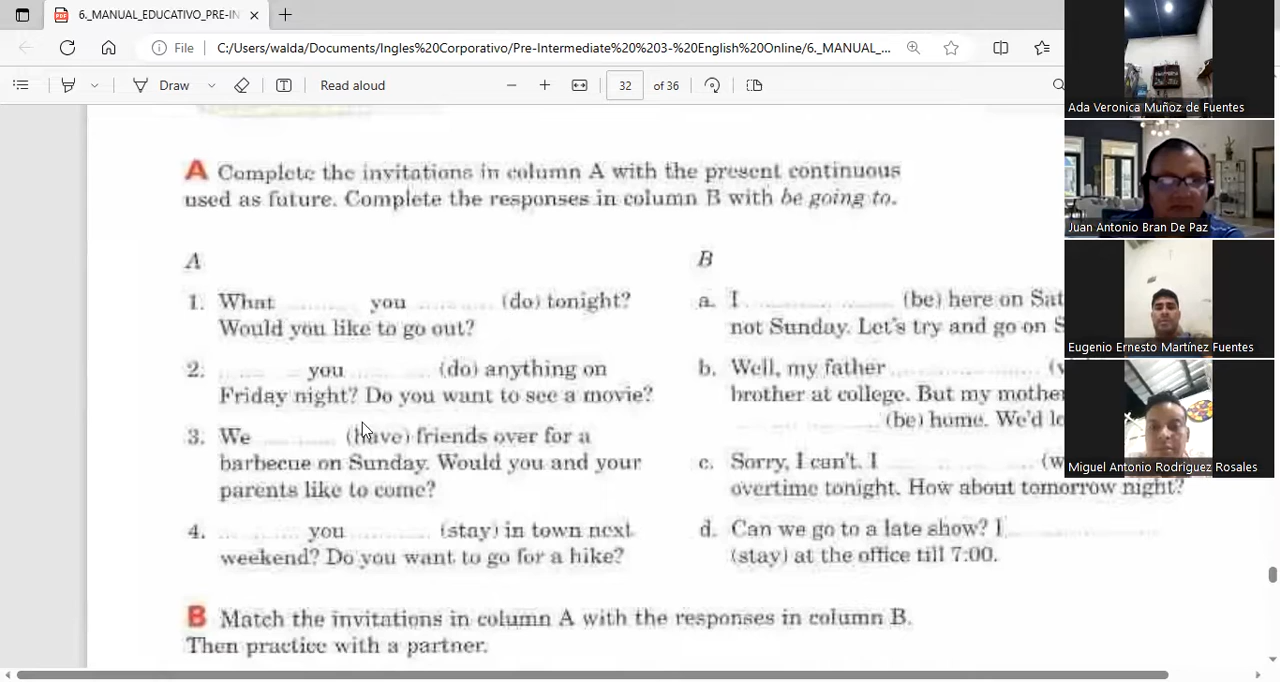 6._MANUAL_EDUCATIVO_PRE-IN
File
C:/Users/walda/Documents/Ingles%20Corporativo/Pre-Intermediate%20%203-%20English%20Online/6._MANUAL_...
Draw
Read aloud
32 of 36
A Complete the invitations in column A with the present continuous
used as future. Complete the responses in column B with be going to.
A
1. What ........... you ........... (do) tonight?
Would you like to go out?
2. ........... you ........... (do) anything on
Friday night? Do you want to see a movie?
3. We ........... (have) friends over for a
barbecue on Sunday. Would you and your
parents like to come?
4. ........... you ........... (stay) in town next
weekend? Do you want to go for a hike?
B
a. I ........... (be) here on Sat
not Sunday. Let's try and go on S
b. Well, my father ........... (
brother at college. But my mothe
........... (be) home. We'd lo
c. Sorry, I can't. I ........... (w
overtime tonight. How about tomorrow night?
d. Can we go to a late show? I ...........
(stay) at the office till 7:00.
B Match the invitations in column A with the responses in column B.
Then practice with a partner.
Ada Veronica Muñoz de Fuentes
Juan Antonio Bran De Paz
Eugenio Ernesto Martínez Fuentes
Miguel Antonio Rodriguez Rosales